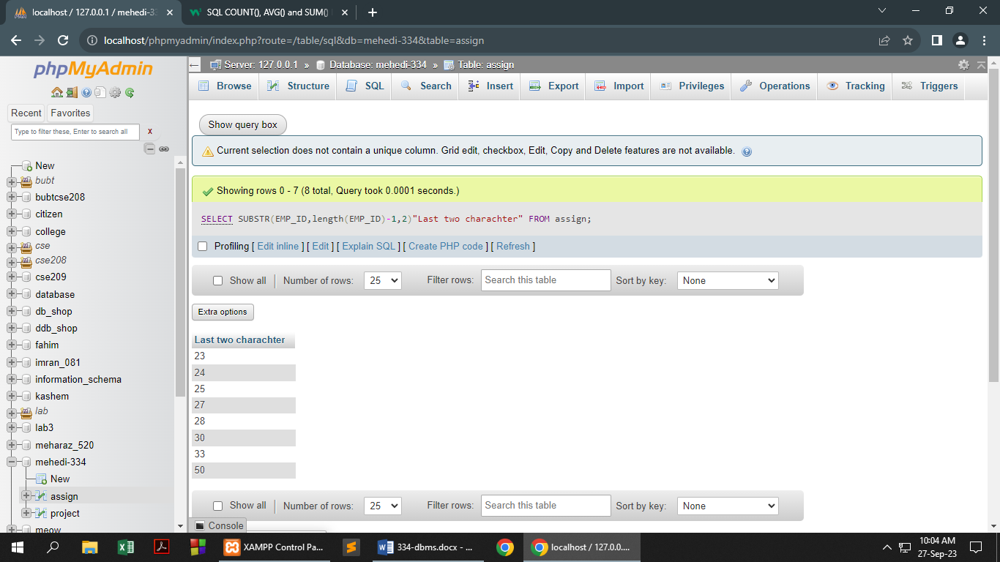 localhost / 127.0.0.1 / mehedi-33
SQL COUNT(), AVG() and SUM()
localhost/phpmyadmin/index.php?route=/table/sql&db=mehedi-334&table=assign
phpMyAdmin
Recent Favorites
Type to filter these, Enter to search all X
New
bubt
bubtcse208
citizen
college
cse
cse208
cse209
database
db_shop
ddb_shop
fahim
imran_081
information_schema
kashem
lab
lab3
meharaz_520
mehedi-334
New
assign
project
meow
Server: 127.0.0.1 » Database: mehedi-334 » Table: assign
Browse Structure SQL Search Insert Export Import Privileges Operations Tracking Triggers
Show query box
Current selection does not contain a unique column. Grid edit, checkbox, Edit, Copy and Delete features are not available.
Showing rows 0 - 7 (8 total, Query took 0.0001 seconds.)
SELECT SUBSTR(EMP_ID,length(EMP_ID)-1,2)"Last two charachter" FROM assign;
Profiling [ Edit inline ] [ Edit ] [ Explain SQL ] [ Create PHP code ] [ Refresh ]
Show all Number of rows: 25 Filter rows: Search this table Sort by key: None
Extra options
Last two charachter
23
24
25
27
28
30
33
50
Show all Number of rows: 25 Filter rows: Search this table Sort by key: None
Console
XAMPP Control Pa... 334-dbms.docx - ... localhost / 127.0.0....
10:04 AM
27-Sep-23